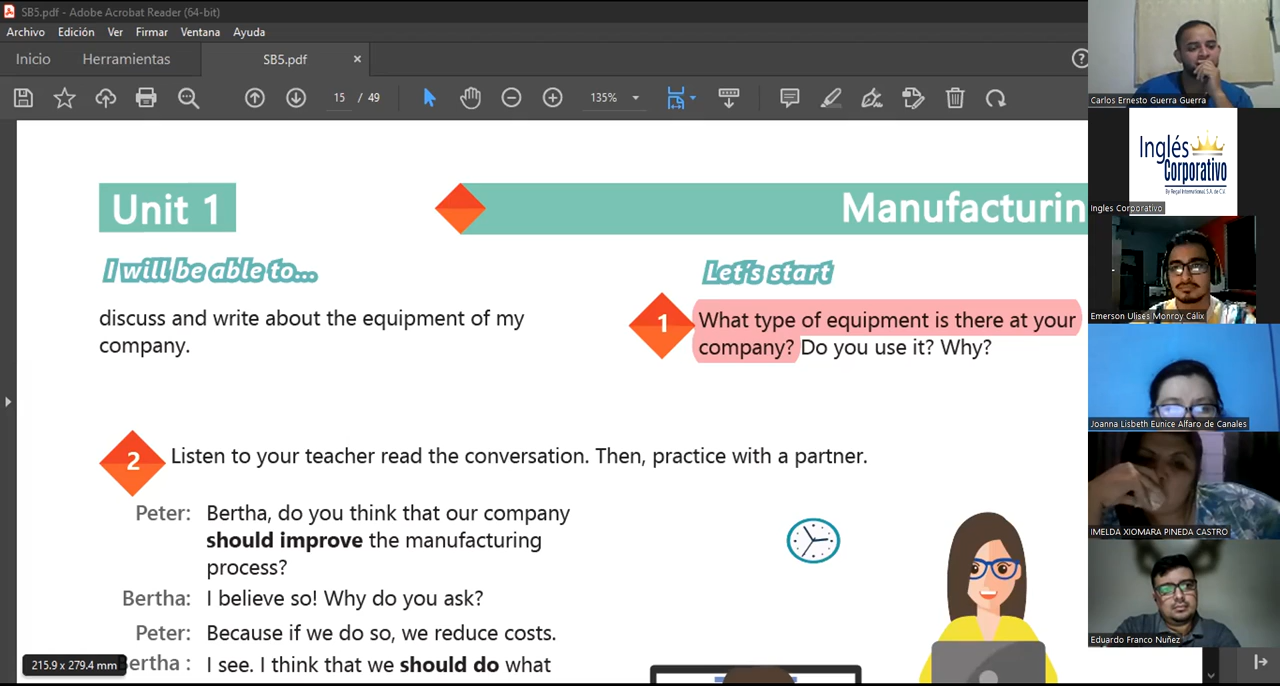 SB5.pdf - Adobe Acrobat Reader (64-bit)
Archivo Edición Ver Firmar Ventana Ayuda
Inicio Herramientas SB5.pdf ×
15 / 49 135%
Unit 1
Manufacturin
I will be able to...
discuss and write about the equipment of my
company.
Let's start
1
What type of equipment is there at your
company? Do you use it? Why?
2
Listen to your teacher read the conversation. Then, practice with a partner.
Peter: Bertha, do you think that our company
should improve the manufacturing
process?
Bertha: I believe so! Why do you ask?
Peter: Because if we do so, we reduce costs.
Bertha : I see. I think that we should do what
215.9 x 279.4 mm
Carlos Ernesto Guerra Guerra
Inglés
Corporativo
By Regal International, S.A. de C.V.
Ingles Corporativo
Emerson Ulises Monroy Cálix
Joanna Lisbeth Eunice Alfaro de Canales
IMELDA XIOMARA PINEDA CASTRO
Eduardo Franco Nuñez